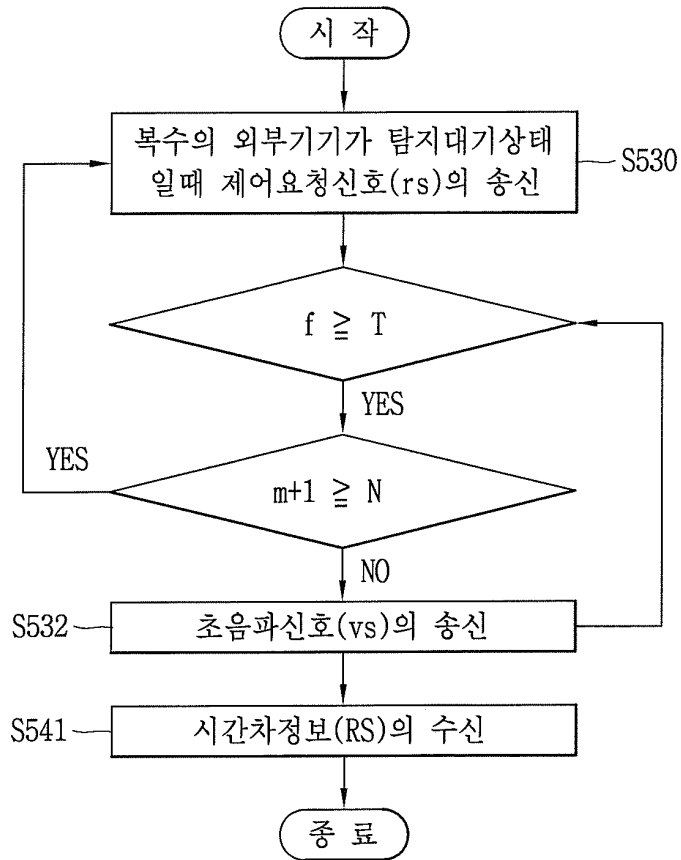 시 작
복수의 외부기기가 탐지대기상태
일때 제어요청신호(rs)의 송신
S530
f ≧ T
YES
YES
m+1 ≧ N
NO
S532
초음파신호(vs)의 송신
S541
시간차정보(RS)의 수신
종 료